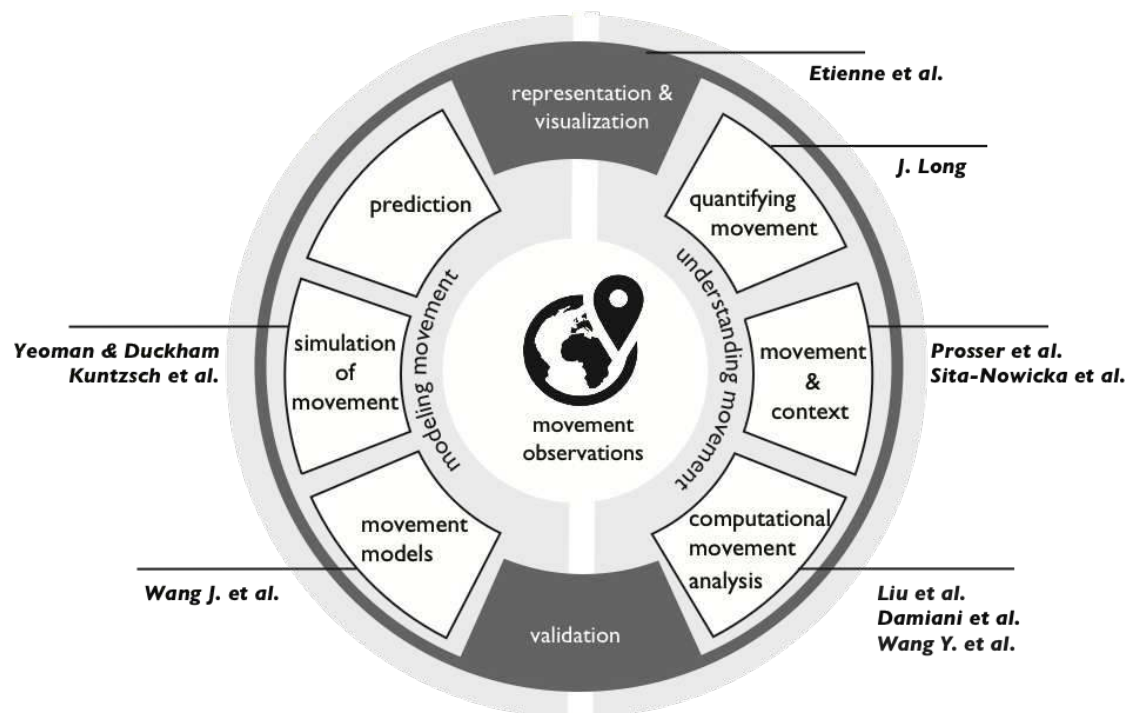 Etienne et al.
representation &
visualization
J. Long
prediction
quantifying
movement
modeling movement
understanding movement
Yeoman & Duckham
Kuntzsch et al.
simulation
of
movement
movement
&
context
Prosser et al.
Sita-Nowicka et al.
movement
observations
movement
models
computational
movement
analysis
Wang J. et al.
Liu et al.
Damiani et al.
Wang Y. et al.
validation